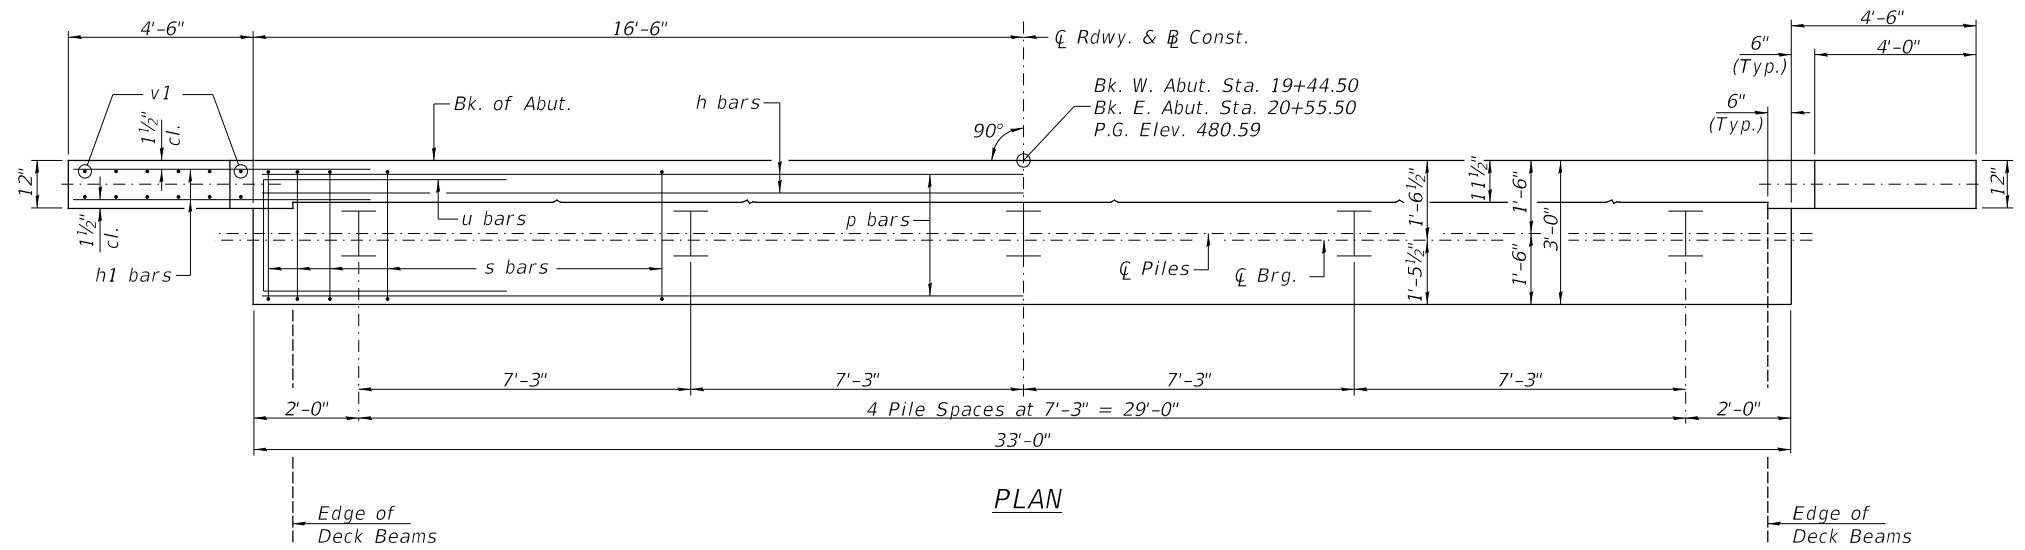 4'-6"
16'-6"
℄ Rdwy. & ⅊ Const.
4'-6"
6"
(Typ.)
4'-0"
v1
1½"
cl.
Bk. of Abut.
h bars
90°
Bk. W. Abut. Sta. 19+44.50
Bk. E. Abut. Sta. 20+55.50
P.G. Elev. 480.59
6"
(Typ.)
12"
1½"
cl.
h1 bars
u bars
s bars
p bars
℄ Piles
℄ Brg.
1'-6½"
1'-5½"
11½"
1'-6"
1'-6"
3'-0"
12"
7'-3"
7'-3"
7'-3"
7'-3"
2'-0"
4 Pile Spaces at 7'-3" = 29'-0"
2'-0"
33'-0"
PLAN
Edge of
Deck Beams
Edge of
Deck Beams